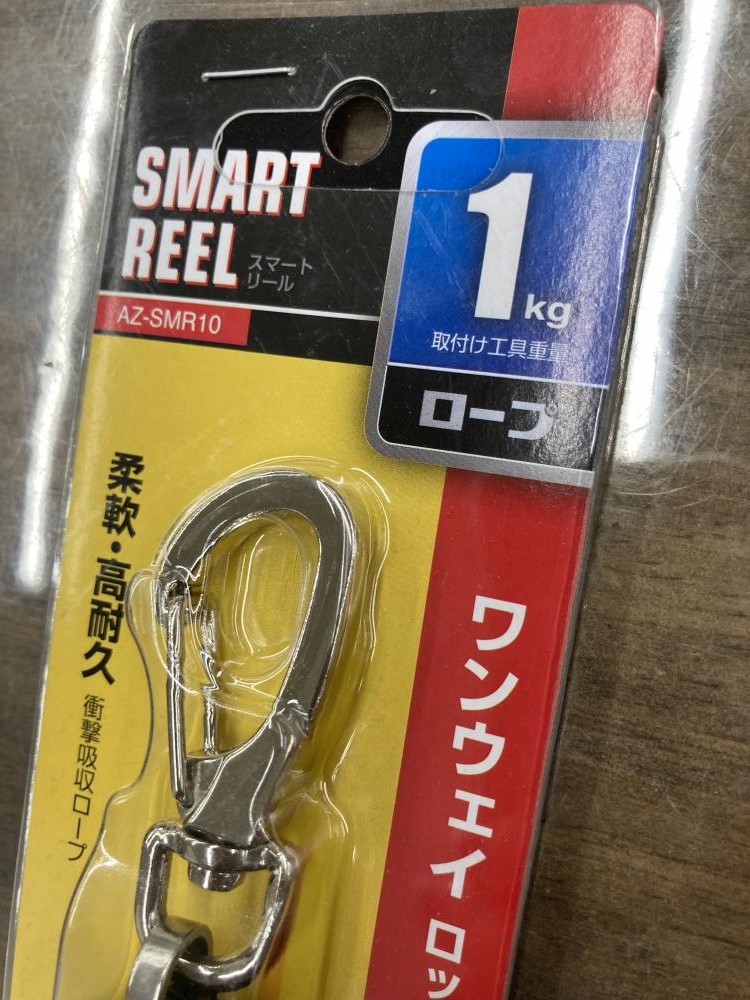 SMART
REEL
スマート
リール
AZ-SMR10
1kg
取付け工具重量
ロープ
柔軟・高耐久
衝撃吸収ロープ
ワンウェイ ロッ